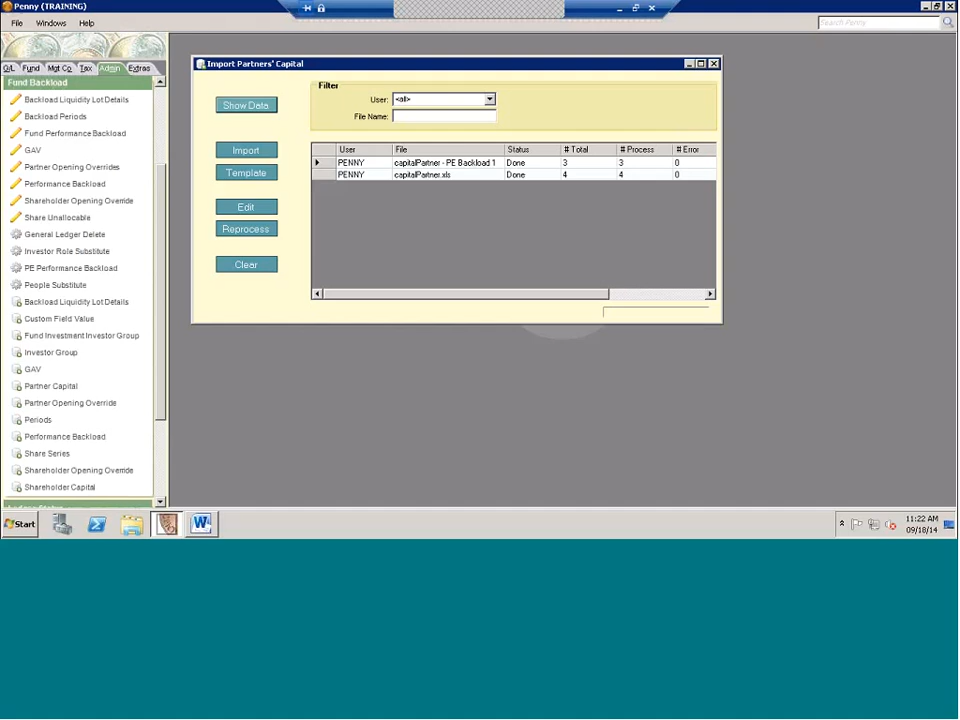 Penny (TRAINING)
File Windows Help
Search Penny
G/L Fund Mgt Co Tax Admin Extras
Fund Backload
Backload Liquidity Lot Details
Backload Periods
Fund Performance Backload
GAV
Partner Opening Overrides
Performance Backload
Shareholder Opening Override
Share Unallocable
General Ledger Delete
Investor Role Substitute
PE Performance Backload
People Substitute
Backload Liquidity Lot Details
Custom Field Value
Fund Investment Investor Group
Investor Group
GAV
Partner Capital
Partner Opening Override
Periods
Performance Backload
Share Series
Shareholder Opening Override
Shareholder Capital
Import Partners' Capital
Show Data
Import
Template
Edit
Reprocess
Clear
Filter
User: <all>
File Name:
User File Status # Total # Process # Error
PENNY capitalPartner - PE Backload 1 Done 3 3 0
PENNY capitalPartner.xls Done 4 4 0
Start
11:22 AM
09/18/14